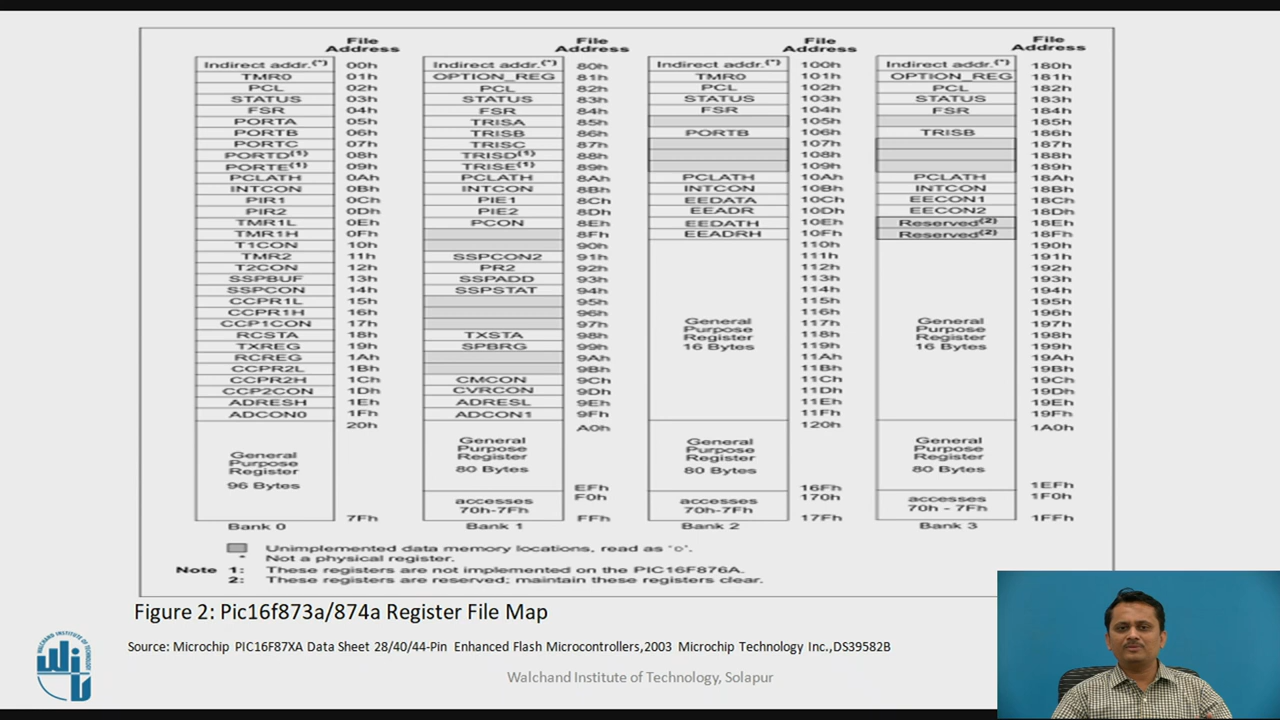 File Address File Address File Address File Address
Indirect addr.(*) 00h Indirect addr.(*) 80h Indirect addr.(*) 100h Indirect addr.(*) 180h
TMR0 01h OPTION_REG 81h TMR0 101h OPTION_REG 181h
PCL 02h PCL 82h PCL 102h PCL 182h
STATUS 03h STATUS 83h STATUS 103h STATUS 183h
FSR 04h FSR 84h FSR 104h FSR 184h
PORTA 05h TRISA 85h 105h 185h
PORTB 06h TRISB 86h PORTB 106h TRISB 186h
PORTC 07h TRISC 87h 107h 187h
PORTD(1) 08h TRISD(1) 88h 108h 188h
PORTE(1) 09h TRISE(1) 89h 109h 189h
PCLATH 0Ah PCLATH 8Ah PCLATH 10Ah PCLATH 18Ah
INTCON 0Bh INTCON 8Bh INTCON 10Bh INTCON 18Bh
PIR1 0Ch PIE1 8Ch EEDATA 10Ch EECON1 18Ch
PIR2 0Dh PIE2 8Dh EEADR 10Dh EECON2 18Dh
TMR1L 0Eh PCON 8Eh EEDATH 10Eh Reserved(2) 18Eh
TMR1H 0Fh 8Fh EEADRH 10Fh Reserved(2) 18Fh
T1CON 10h 90h 110h 190h
TMR2 11h SSPCON2 91h 111h 191h
T2CON 12h PR2 92h 112h 192h
SSPBUF 13h SSPADD 93h 113h 193h
SSPCON 14h SSPSTAT 94h 114h 194h
CCPR1L 15h 95h 115h 195h
CCPR1H 16h 96h 116h 196h
CCP1CON 17h 97h General 117h General 197h
RCSTA 18h TXSTA 98h Purpose Register 118h Purpose Register 198h
TXREG 19h SPBRG 99h 16 Bytes 119h 16 Bytes 199h
RCREG 1Ah 9Ah 11Ah 19Ah
CCPR2L 1Bh 9Bh 11Bh 19Bh
CCPR2H 1Ch CMCON 9Ch 11Ch 19Ch
CCP2CON 1Dh CVRCON 9Dh 11Dh 19Dh
ADRESH 1Eh ADRESL 9Eh 11Eh 19Eh
ADCON0 1Fh ADCON1 9Fh 11Fh 19Fh
20h A0h 120h 1A0h
General General General General
Purpose Purpose Purpose Purpose
Register Register Register Register
96 Bytes 80 Bytes 80 Bytes 80 Bytes
EFh 16Fh 1EFh
accesses F0h accesses 170h accesses 1F0h
70h-7Fh 70h-7Fh 70h - 7Fh
7Fh FFh 17Fh 1FFh
Bank 0 Bank 1 Bank 2 Bank 3
Unimplemented data memory locations, read as '0'.
* Not a physical register.
Note 1: These registers are not implemented on the PIC16F876A.
2: These registers are reserved; maintain these registers clear.
Figure 2: Pic16f873a/874a Register File Map
Source: Microchip PIC16F87XA Data Sheet 28/40/44-Pin Enhanced Flash Microcontrollers,2003 Microchip Technology Inc.,DS39582B
WALCHAND INSTITUTE OF TECHNOLOGY, SOLAPUR
Walchand Institute of Technology, Solapur